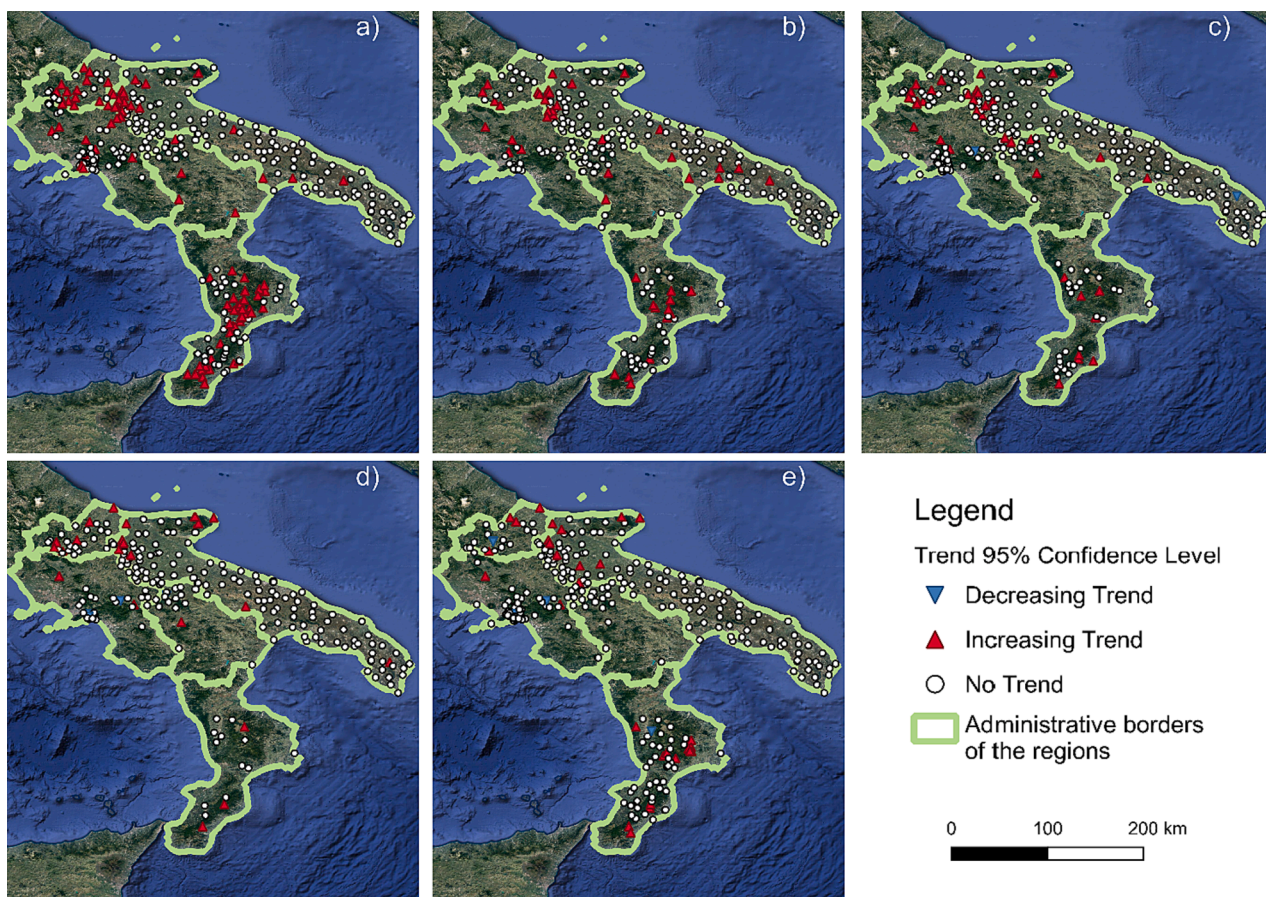 a)
b)
c)
d)
e)
Legend
Trend 95% Confidence Level
Decreasing Trend
Increasing Trend
No Trend
Administrative borders
of the regions
0 100 200 km